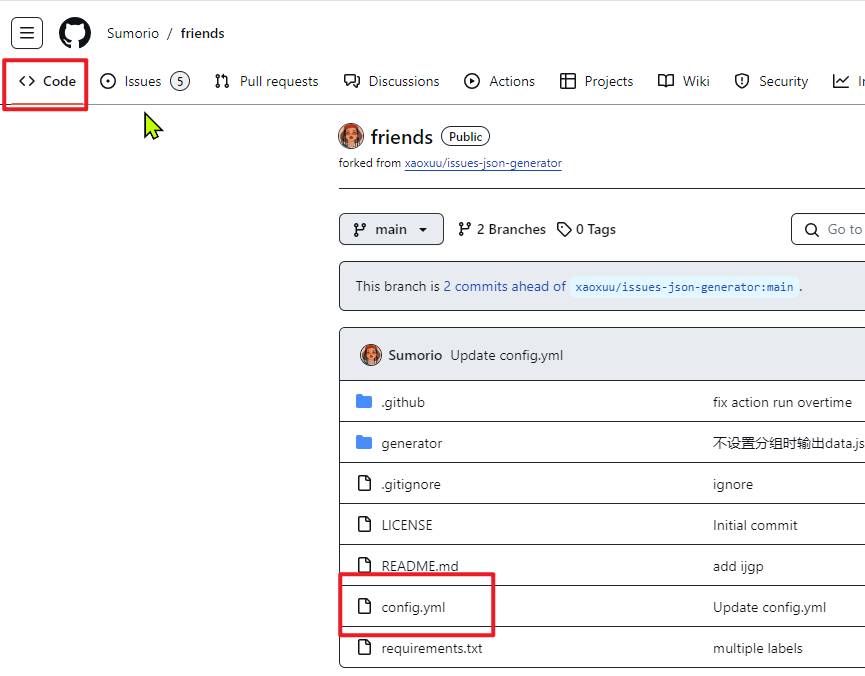 Sumorio / friends
Code Issues 5 Pull requests Discussions Actions Projects Wiki Security
friends Public
forked from xaoxuu/issues-json-generator
main 2 Branches 0 Tags Go to
This branch is 2 commits ahead of xaoxuu/issues-json-generator:main .
Sumorio Update config.yml
.github fix action run overtime
generator 不设置分组时输出data.js
.gitignore ignore
LICENSE Initial commit
README.md add ijgp
config.yml Update config.yml
requirements.txt multiple labels